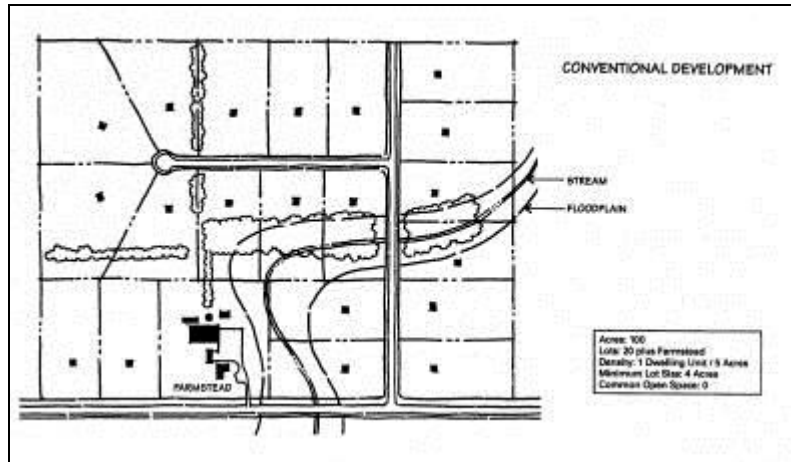 CONVENTIONAL DEVELOPMENT
STREAM
FLOODPLAIN
Acres: 100
Lots: 20 plus Farmstead
Density: 1 Dwelling Unit / 5 Acres
Minimum Lot Size: 4 Acres
Common Open Space: 0
FARMSTEAD